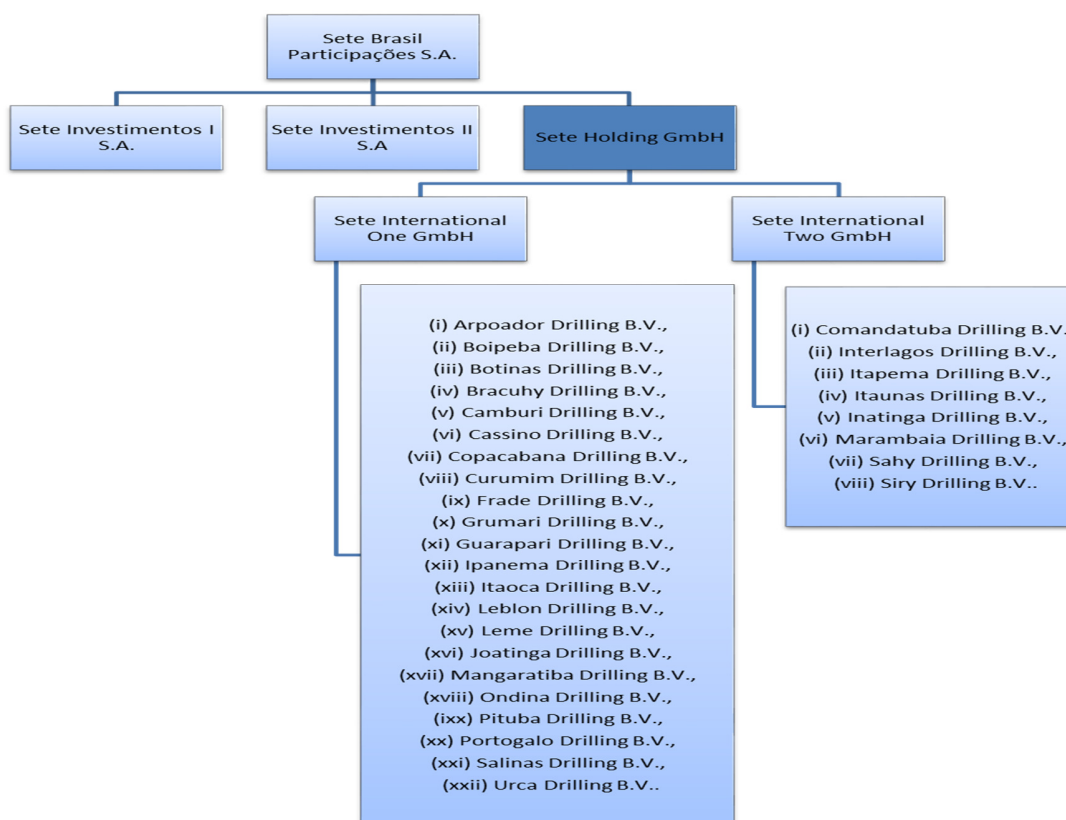 Sete Brasil
Participações S.A.
Sete Investimentos I
S.A.
Sete Investimentos II
S.A
Sete Holding GmbH
Sete International
One GmbH
Sete International
Two GmbH
(i) Arpoador Drilling B.V.,
(ii) Boipeba Drilling B.V.,
(iii) Botinas Drilling B.V.,
(iv) Bracuhy Drilling B.V.,
(v) Camburi Drilling B.V.,
(vi) Cassino Drilling B.V.,
(vii) Copacabana Drilling B.V.,
(viii) Curumim Drilling B.V.,
(ix) Frade Drilling B.V.,
(x) Grumari Drilling B.V.,
(xi) Guarapari Drilling B.V.,
(xii) Ipanema Drilling B.V.,
(xiii) Itaoca Drilling B.V.,
(xiv) Leblon Drilling B.V.,
(xv) Leme Drilling B.V.,
(xvi) Joatinga Drilling B.V.,
(xvii) Mangaratiba Drilling B.V.,
(xviii) Ondina Drilling B.V.,
(ixx) Pituba Drilling B.V.,
(xx) Portogalo Drilling B.V.,
(xxi) Salinas Drilling B.V.,
(xxii) Urca Drilling B.V..
(i) Comandatuba Drilling B.V.
(ii) Interlagos Drilling B.V.,
(iii) Itapema Drilling B.V.,
(iv) Itaunas Drilling B.V.,
(v) Inatinga Drilling B.V.,
(vi) Marambaia Drilling B.V.,
(vii) Sahy Drilling B.V.,
(viii) Siry Drilling B.V..